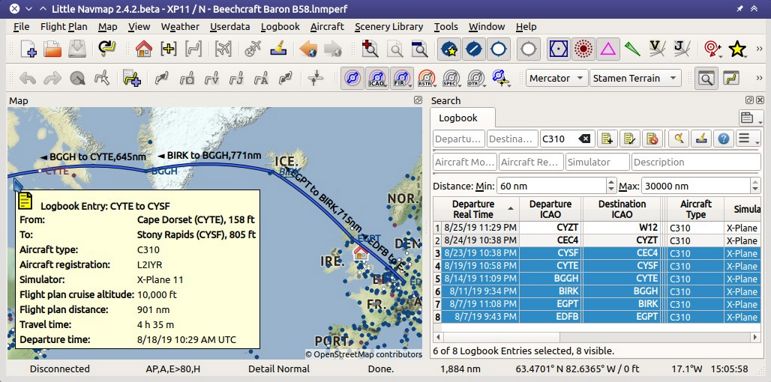 Little Navmap 2.4.2.beta - XP11 / N - Beechcraft Baron B58.lnmperf
File Flight Plan Map View Weather Userdata Logbook Aircraft Scenery Library Tools Window Help
ICAO FIR ASTR SPEC OTR Mercator Stamen Terrain
Map
BGGH to CYTE,645nm
BIRK to BGGH,771nm
ICE.
CYTE
BGGH
BIRK
EGPT to BIRK,715nm
NOR.
EGPT
EDFB to E
DEN
IRE.
BE
FR.
PORT.
Logbook Entry: CYTE to CYSF
From: Cape Dorset (CYTE), 158 ft
To: Stony Rapids (CYSF), 805 ft
Aircraft type: C310
Aircraft registration: L2IYR
Simulator: X-Plane 11
Flight plan cruise altitude: 10,000 ft
Flight plan distance: 901 nm
Travel time: 4 h 35 m
Departure time: 8/18/19 10:29 AM UTC
© OpenStreetMap contributors
Search
Logbook
Departu... Destina... C310
Aircraft Mo... Aircraft Re... Simulator Description
Distance: Min: 60 nm Max: 30000 nm
Departure Real Time Departure ICAO Destination ICAO Aircraft Type Simula
1 8/25/19 11:29 PM CYZT W12 C310 X-Plane
2 8/24/19 10:38 PM CEC4 CYZT C310 X-Plane
3 8/23/19 10:38 PM CYSF CEC4 C310 X-Plane
4 8/19/19 10:58 PM CYTE CYSF C310 X-Plane
5 8/14/19 11:09 PM BGGH CYTE C310 X-Plane
6 8/11/19 9:34 PM BIRK BGGH C310 X-Plane
7 8/7/19 11:08 PM EGPT BIRK C310 X-Plane
8 8/7/19 9:43 PM EDFB EGPT C310 X-Plane
6 of 8 Logbook Entries selected, 8 visible.
Disconnected AP,A,E>80,H Detail Normal Done. 1,884 nm 63.4701° N 82.6365° W / 0 ft 17.1°W 15:05:58